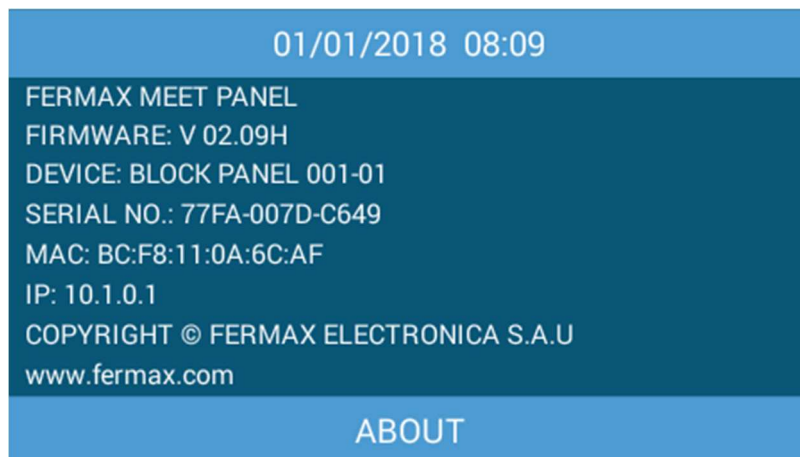 01/01/2018 08:09
FERMAX MEET PANEL
FIRMWARE: V 02.09H
DEVICE: BLOCK PANEL 001-01
SERIAL NO.: 77FA-007D-C649
MAC: BC:F8:11:0A:6C:AF
IP: 10.1.0.1
COPYRIGHT © FERMAX ELECTRONICA S.A.U
www.fermax.com
ABOUT